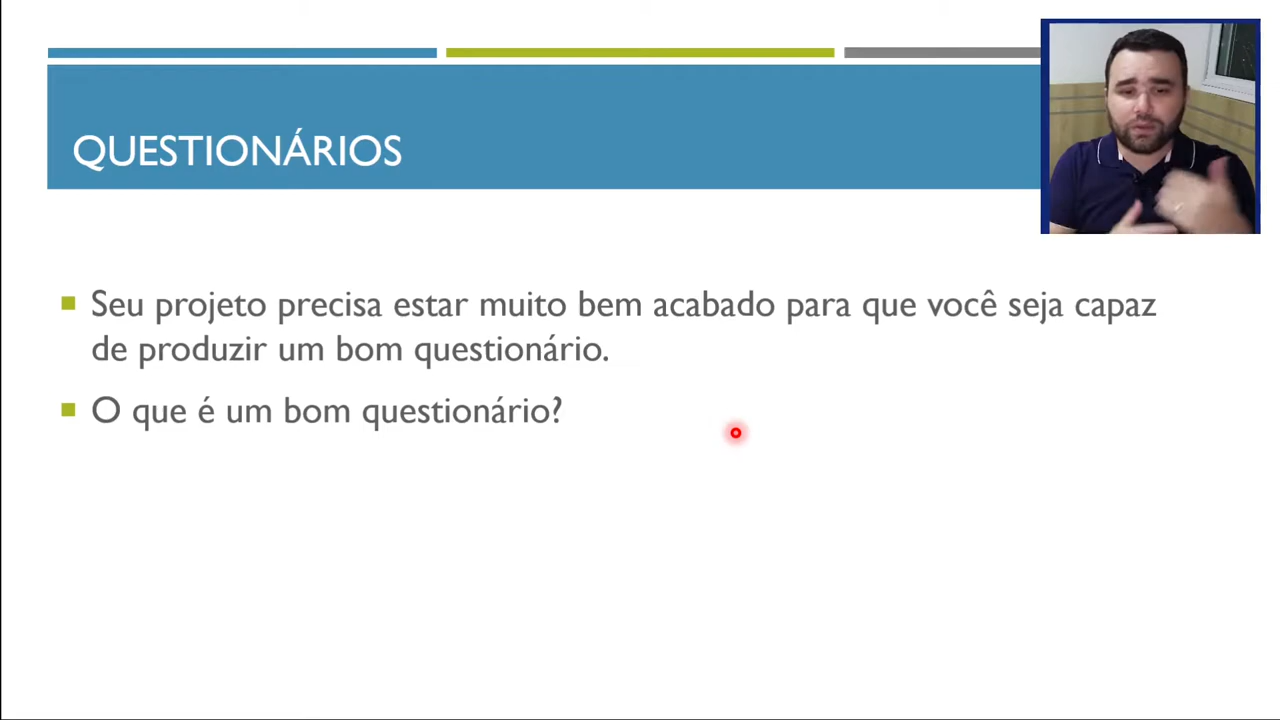 QUESTIONÁRIOS
Seu projeto precisa estar muito bem acabado para que você seja capaz
de produzir um bom questionário.
O que é um bom questionário?